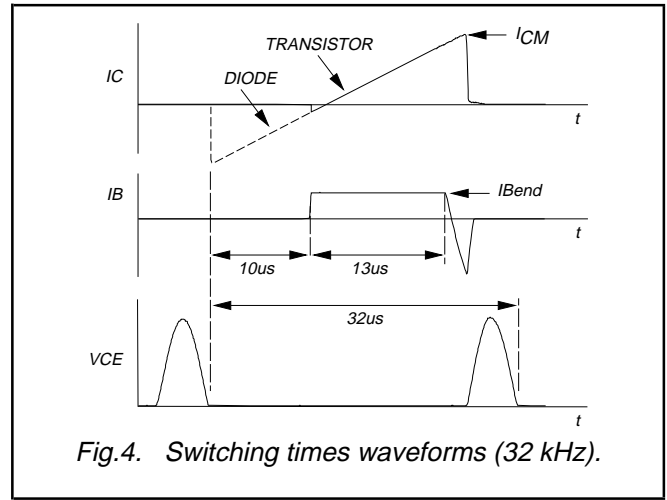 ICM
TRANSISTOR
IC
DIODE
t
IB
IBend
t
10us
13us
32us
VCE
t
Fig.4. Switching times waveforms (32 kHz).